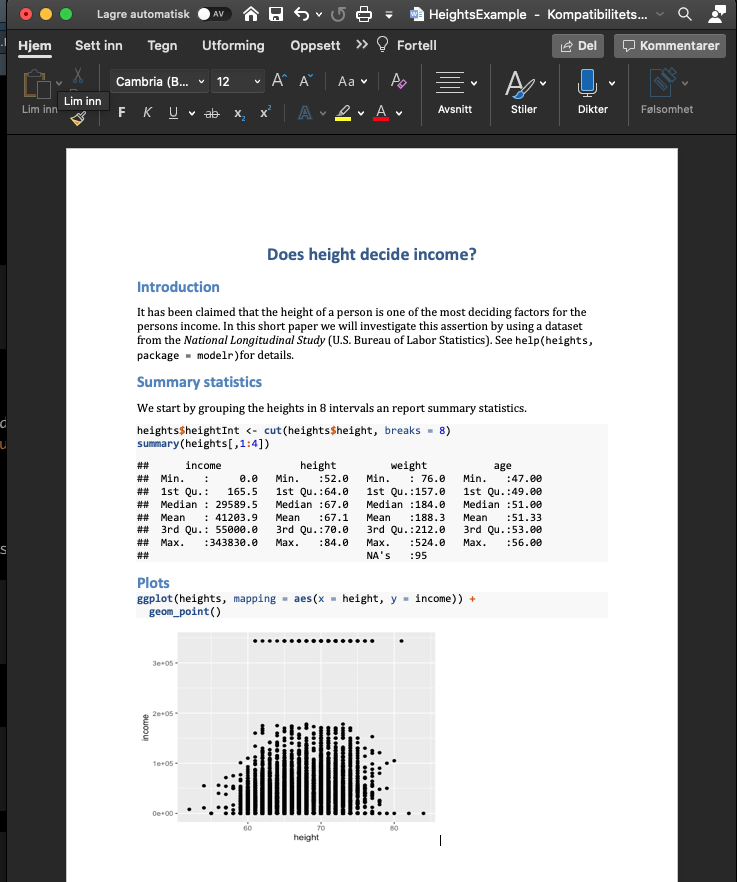 Lagre automatisk AV HeightsExample - Kompatibilitets...
Hjem Sett inn Tegn Utforming Oppsett >> Fortell Del Kommentarer
Cambria (B... 12 A^ Aˇ Aa A
Lim inn Lim inn F K U ab x₂ x² A A Avsnitt Stiler Dikter Følsomhet
Does height decide income?
Introduction
It has been claimed that the height of a person is one of the most deciding factors for the
persons income. In this short paper we will investigate this assertion by using a dataset
from the National Longitudinal Study (U.S. Bureau of Labor Statistics). See help(heights,
package = modelr)for details.
Summary statistics
We start by grouping the heights in 8 intervals an report summary statistics.
heights$heightInt <- cut(heights$height, breaks = 8)
summary(heights[,1:4])
##      income             height         weight           age
##  Min.   :     0.0   Min.   :52.0   Min.   : 76.0   Min.   :47.00
##  1st Qu.:   165.5   1st Qu.:64.0   1st Qu.:157.0   1st Qu.:49.00
##  Median : 29589.5   Median :67.0   Median :184.0   Median :51.00
##  Mean   : 41203.9   Mean   :67.1   Mean   :188.3   Mean   :51.33
##  3rd Qu.: 55000.0   3rd Qu.:70.0   3rd Qu.:212.0   3rd Qu.:53.00
##  Max.   :343830.0   Max.   :84.0   Max.   :524.0   Max.   :56.00
##                                    NA's   :95
Plots
ggplot(heights, mapping = aes(x = height, y = income)) +
  geom_point()
3e+05
2e+05
income
1e+05
0e+00
60 70 80
height